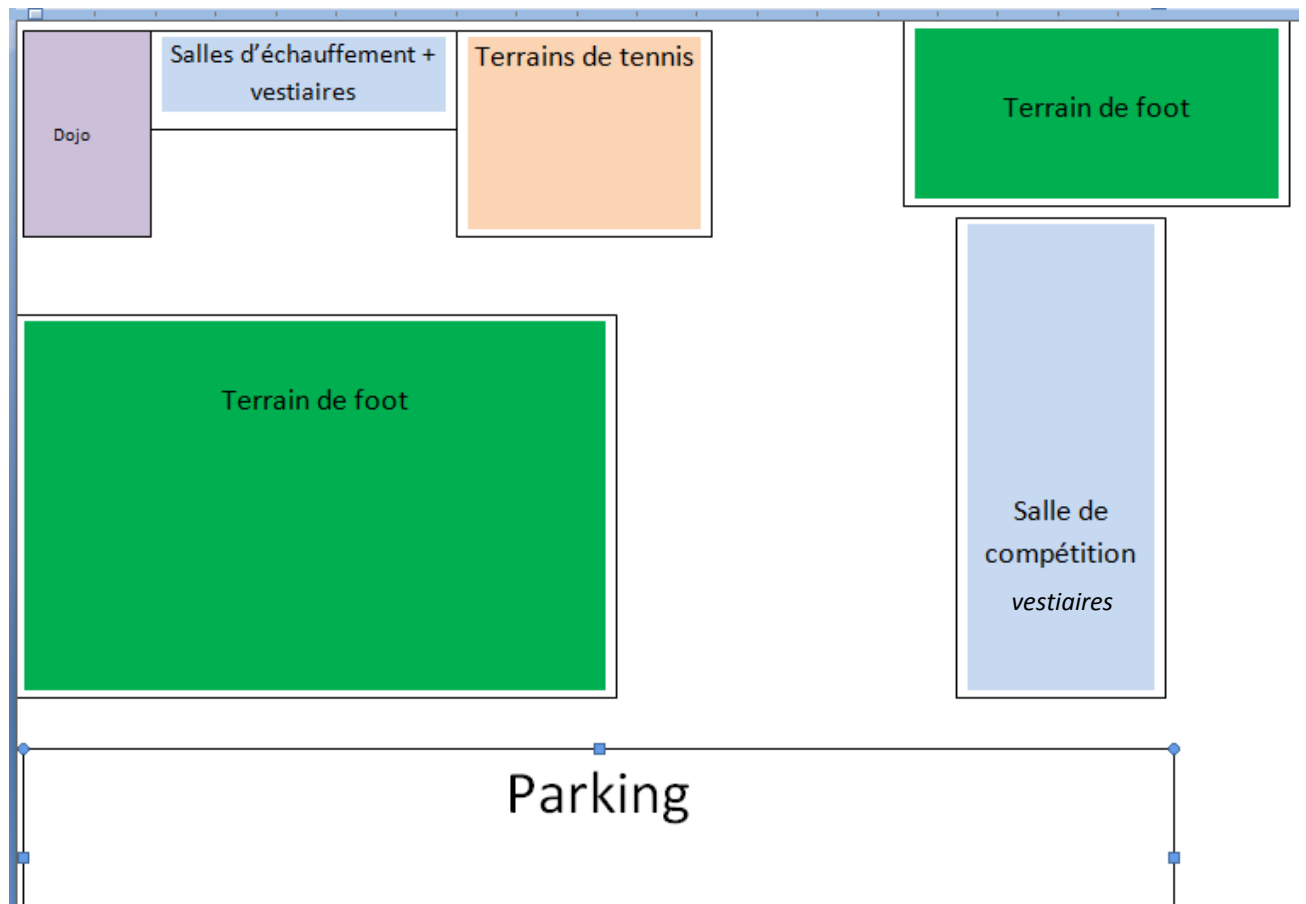 Salles d'échauffement +
vestiaires
Terrains de tennis
Dojo
Terrain de foot
Terrain de foot
Salle de
compétition
vestiaires
Parking